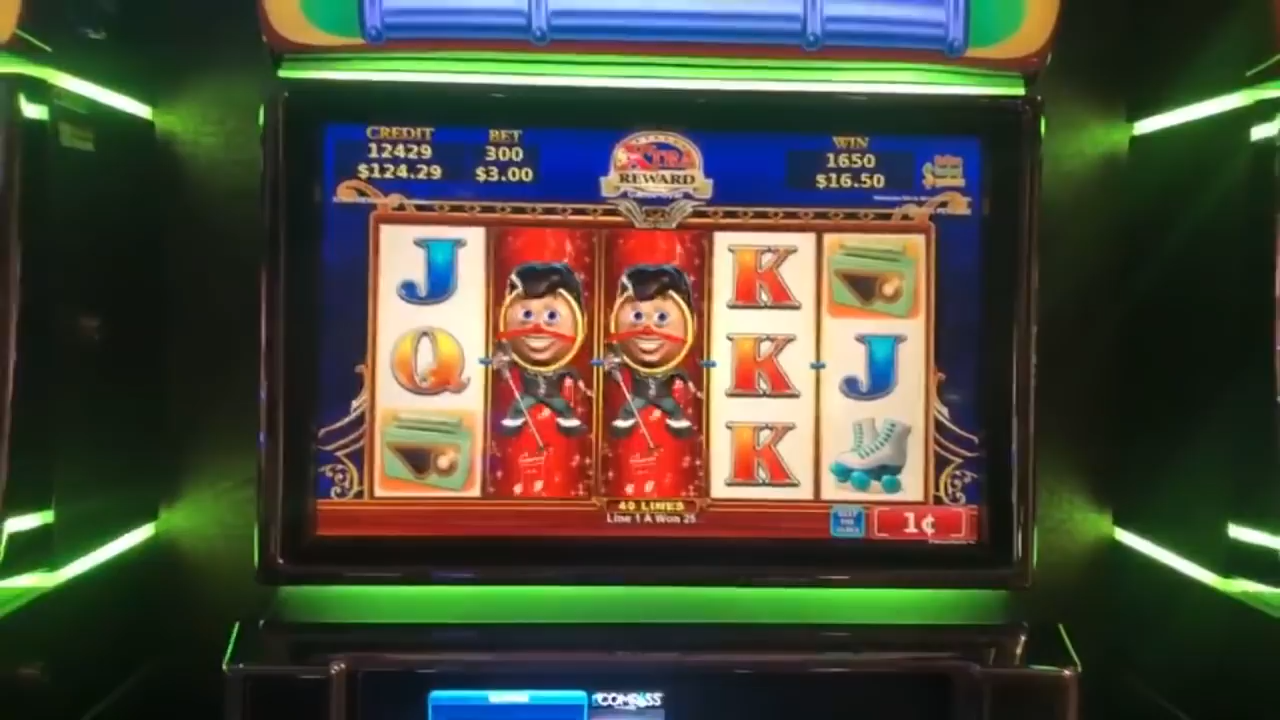 CREDIT
12429
$124.29
BET
300
$3.00
XTRA
REWARD
WIN
1650
$16.50
J
K
Q
K
J
K
40 LINES
Line 1 A Won 25
1¢
COMPASS